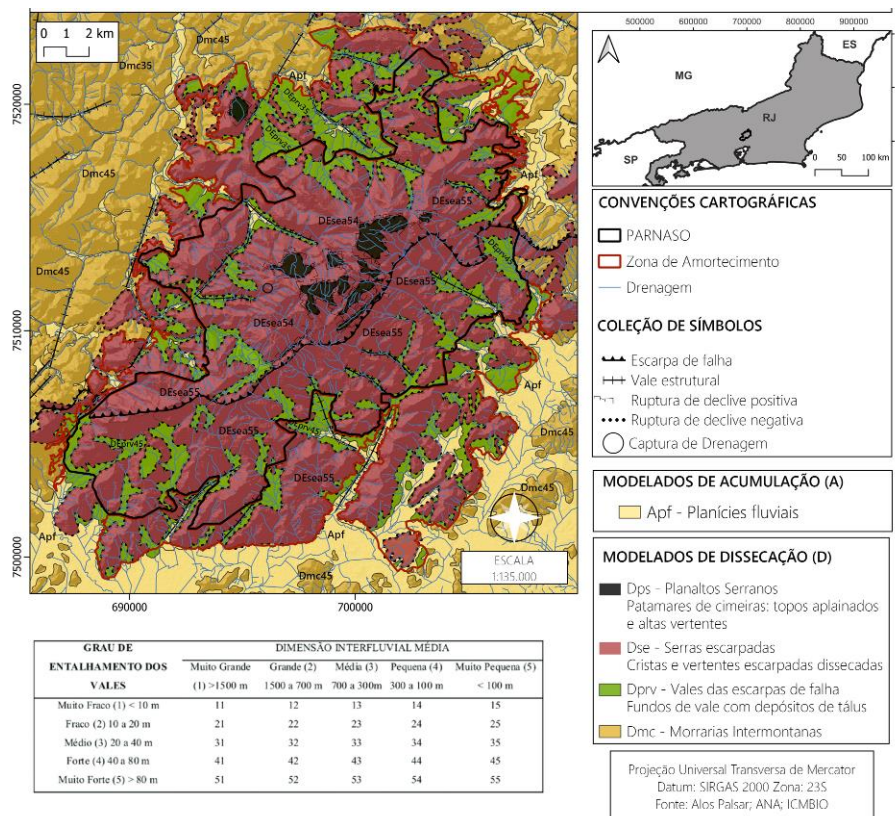 0 1 2 km
Dmc45
Dmc35
Apf
DEprv35
DEprv35
7520000
Dmc45
DEsea54
DEsea55
Apf
DEsea54
DEsea55
DEsea55
7510000
DEsea55
Apf
DEprv45
DEsea55
DEsea55
Dmc45
Dmc45
Apf
Apf
Dmc45
7500000
ESCALA
1:135.000
690000 700000
500000 600000 700000 800000 900000
ES
MG
RJ
SP
0 50 100 km
CONVENÇÕES CARTOGRÁFICAS
PARNASO
Zona de Amortecimento
Drenagem
COLEÇÃO DE SÍMBOLOS
Escarpa de falha
Vale estrutural
Ruptura de declive positiva
Ruptura de declive negativa
Captura de Drenagem
MODELADOS DE ACUMULAÇÃO (A)
Apf - Planícies fluviais
MODELADOS DE DISSECAÇÃO (D)
Dps - Planaltos Serranos
Patamares de cimeiras: topos aplainados
e altas vertentes
Dse - Serras escarpadas
Cristas e vertentes escarpadas dissecadas
Dprv - Vales das escarpas de falha
Fundos de vale com depósitos de tálus
Dmc - Morrarias Intermontanas
Projeção Universal Transversa de Mercator
Datum: SIRGAS 2000 Zona: 23S
Fonte: Alos Palsar; ANA; ICMBIO
GRAU DE ENTALHAMENTO DOS VALES
DIMENSÃO INTERFLUVIAL MÉDIA
Muito Grande Grande (2) Média (3) Pequena (4) Muito Pequena (5)
(1) >1500 m 1500 a 700 m 700 a 300m 300 a 100 m < 100 m
Muito Fraco (1) < 10 m 11 12 13 14 15
Fraco (2) 10 a 20 m 21 22 23 24 25
Médio (3) 20 a 40 m 31 32 33 34 35
Forte (4) 40 a 80 m 41 42 43 44 45
Muito Forte (5) > 80 m 51 52 53 54 55